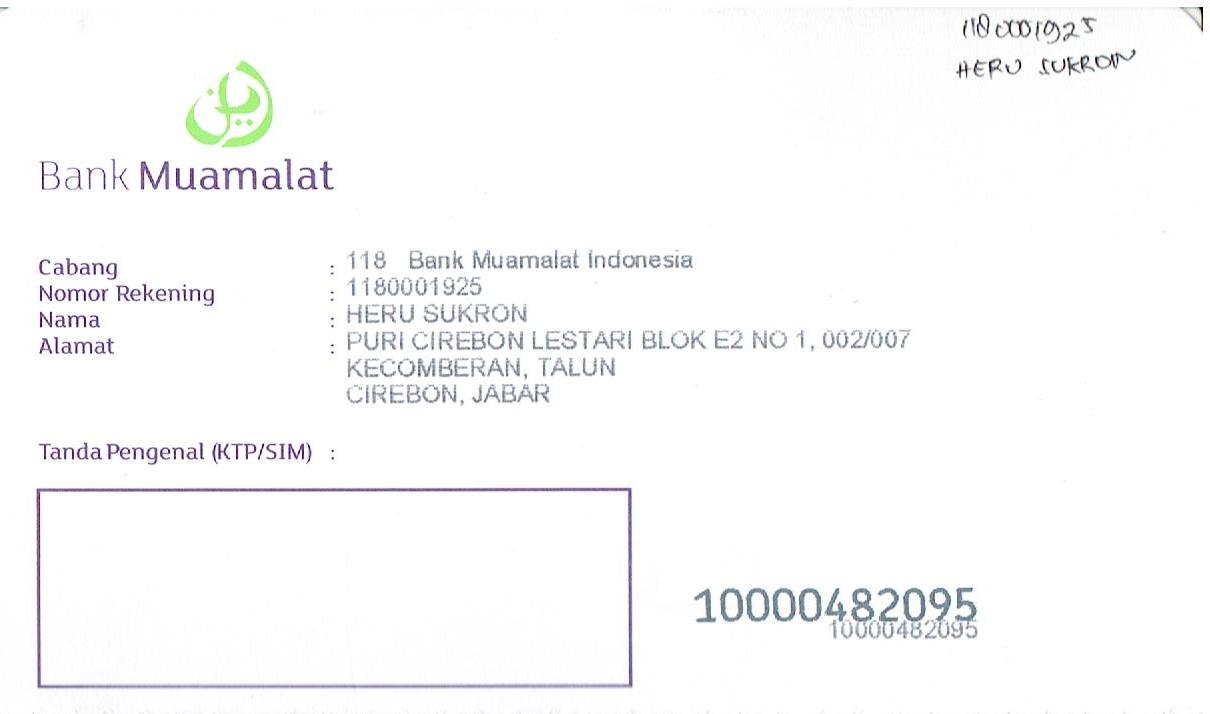 1180001925
HERU SUKRON
Bank Muamalat
Cabang : 118 Bank Muamalat Indonesia
Nomor Rekening : 1180001925
Nama : HERU SUKRON
Alamat : PURI CIREBON LESTARI BLOK E2 NO 1, 002/007
KECOMBERAN, TALUN
CIREBON, JABAR
Tanda Pengenal (KTP/SIM) :
10000482095
10000482095